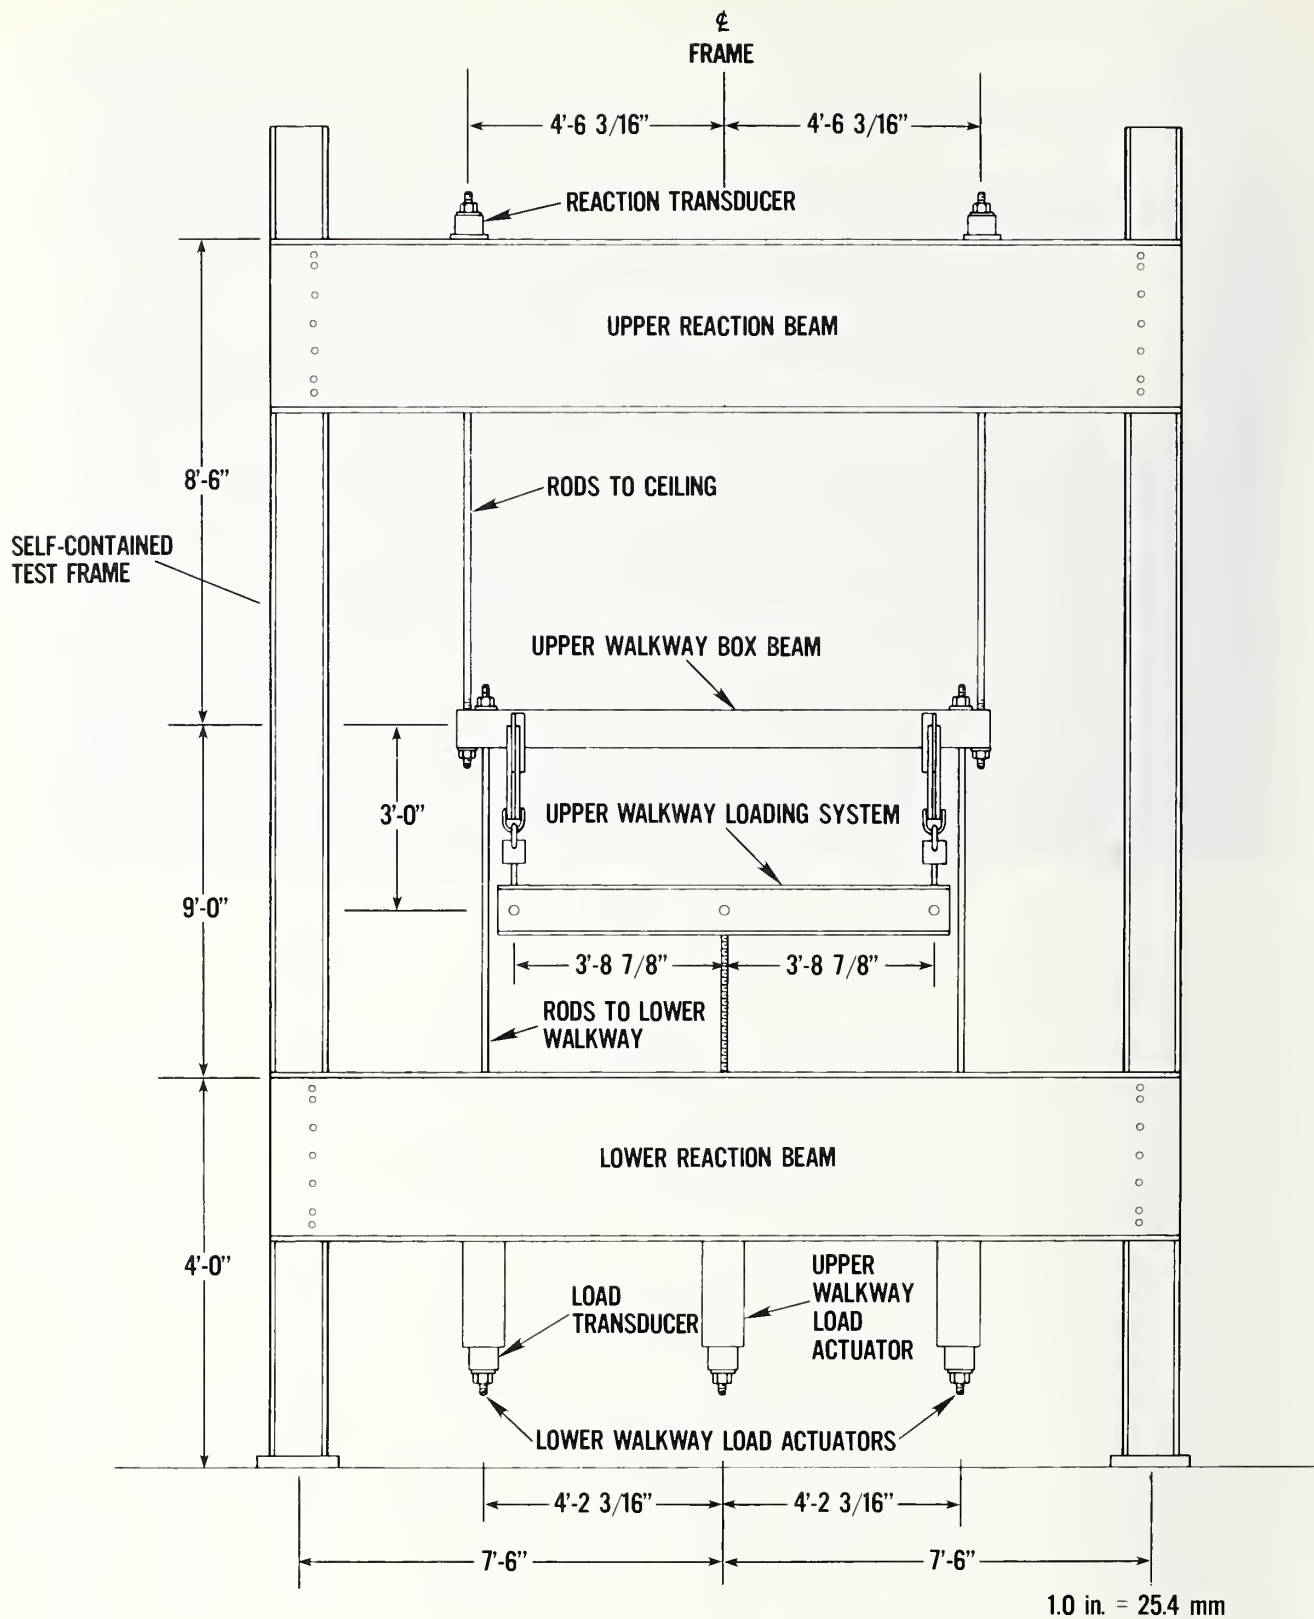 ℄
FRAME
4'-6 3/16"
4'-6 3/16"
REACTION TRANSDUCER
UPPER REACTION BEAM
8'-6"
RODS TO CEILING
SELF-CONTAINED
TEST FRAME
UPPER WALKWAY BOX BEAM
3'-0"
UPPER WALKWAY LOADING SYSTEM
9'-0"
3'-8 7/8"
3'-8 7/8"
RODS TO LOWER
WALKWAY
LOWER REACTION BEAM
4'-0"
LOAD
TRANSDUCER
UPPER
WALKWAY
LOAD
ACTUATOR
LOWER WALKWAY LOAD ACTUATORS
4'-2 3/16"
4'-2 3/16"
7'-6"
7'-6"
1.0 in. = 25.4 mm